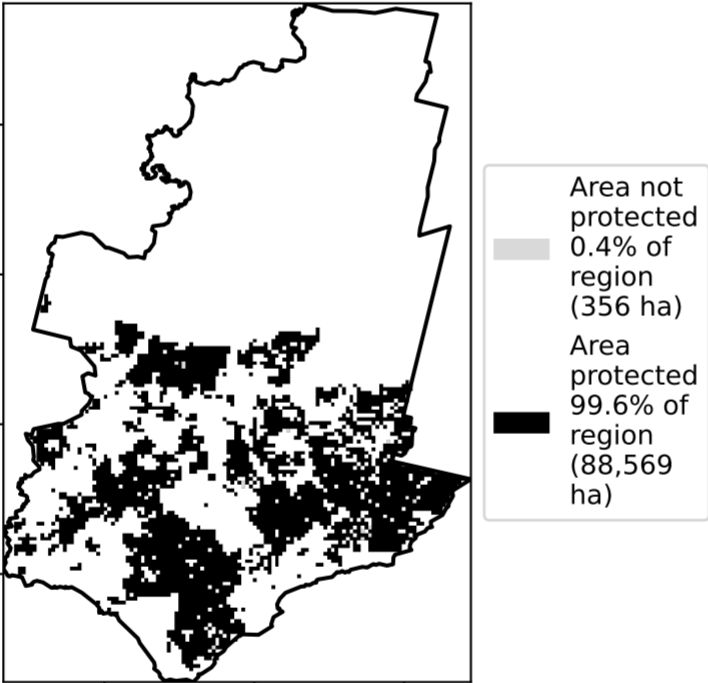 Area not
protected
0.4% of
region
(356 ha)
Area
protected
99.6% of
region
(88,569
ha)